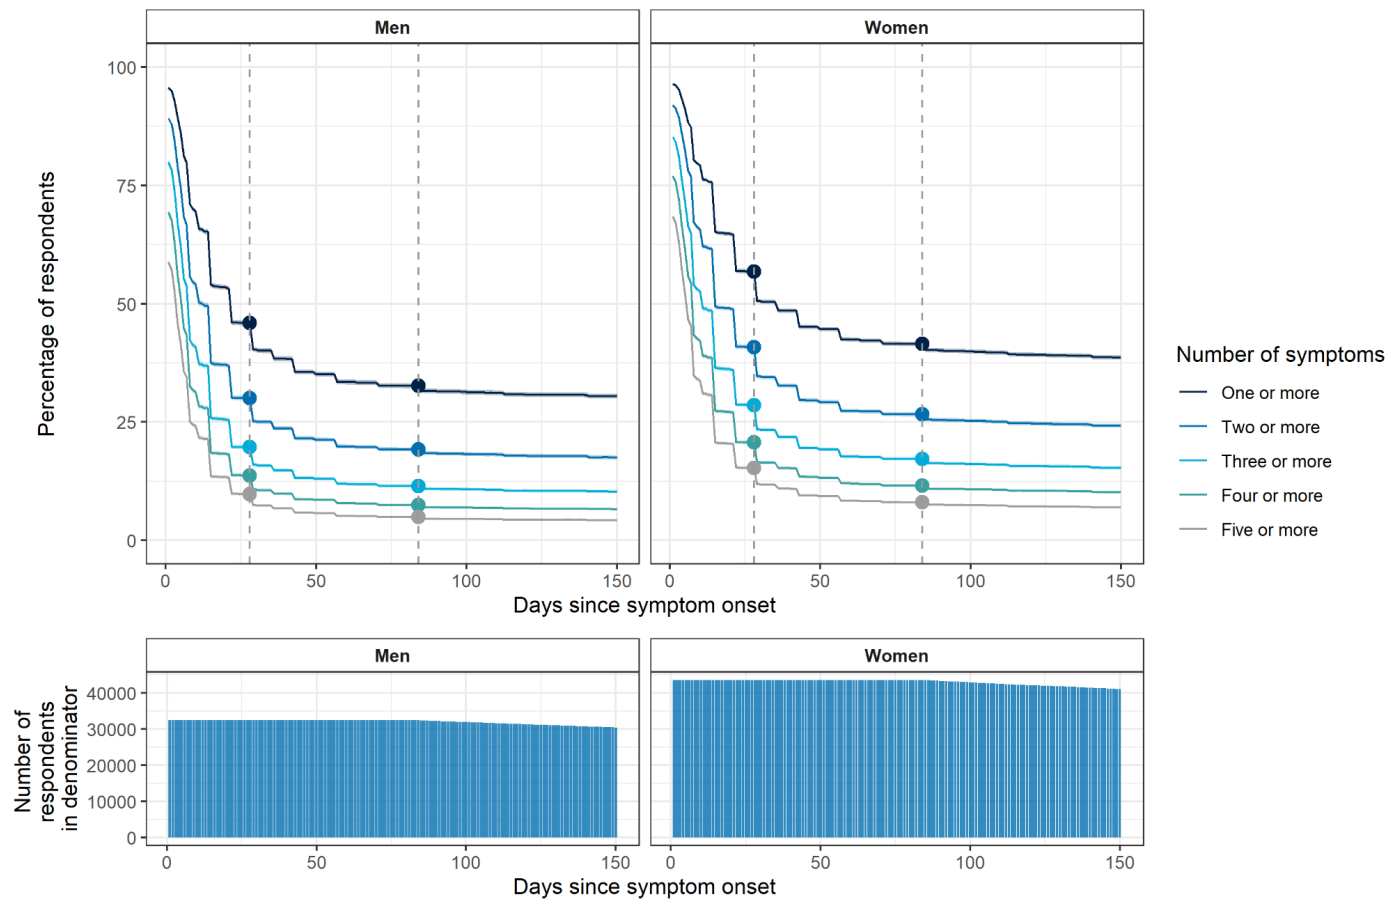 Men
Women
100
75
50
25
0
Percentage of respondents
0
50
100
150
0
50
100
150
Days since symptom onset
Number of symptoms
One or more
Two or more
Three or more
Four or more
Five or more
Men
Women
40000
30000
20000
10000
0
Number of
respondents
in denominator
0
50
100
150
0
50
100
150
Days since symptom onset